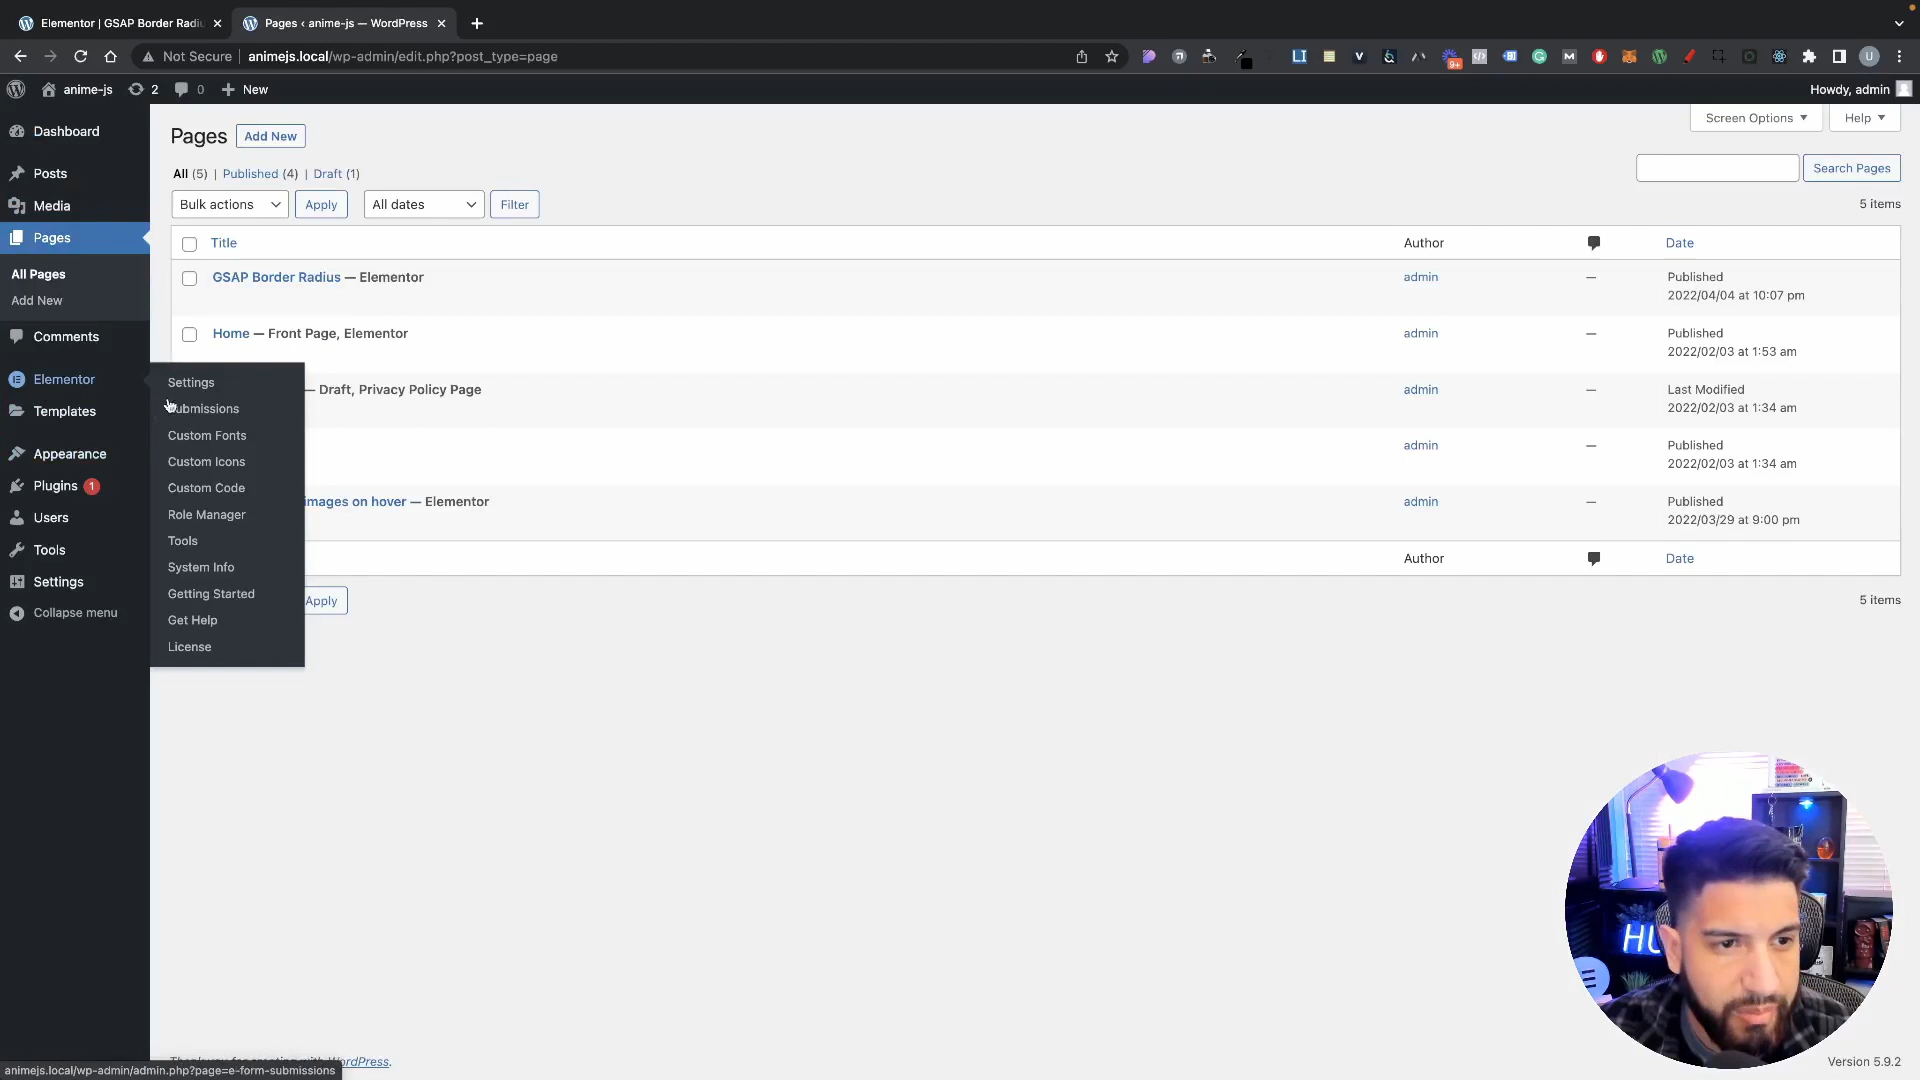 Elementor | GSAP Border Radiu
Pages ‹ anime-js — WordPress
Not Secure
animejs.local/wp-admin/edit.php?post_type=page
9+
U
anime-js
2
0
New
Howdy, admin
Dashboard
Posts
Media
Pages
All Pages
Add New
Comments
Elementor
Templates
Appearance
Plugins 1
Users
Tools
Settings
Collapse menu
Settings
Submissions
Custom Fonts
Custom Icons
Custom Code
Role Manager
Tools
System Info
Getting Started
Get Help
License
Screen Options
Help
Pages
Add New
All (5) | Published (4) | Draft (1)
Search Pages
Bulk actions
Apply
All dates
Filter
5 items
Title
Author
Date
GSAP Border Radius — Elementor
admin
—
Published
2022/04/04 at 10:07 pm
Home — Front Page, Elementor
admin
—
Published
2022/02/03 at 1:53 am
— Draft, Privacy Policy Page
admin
—
Last Modified
2022/02/03 at 1:34 am
admin
—
Published
2022/02/03 at 1:34 am
images on hover — Elementor
admin
—
Published
2022/03/29 at 9:00 pm
Author
Date
Apply
5 items
HU
WordPress.
animejs.local/wp-admin/admin.php?page=e-form-submissions
Version 5.9.2